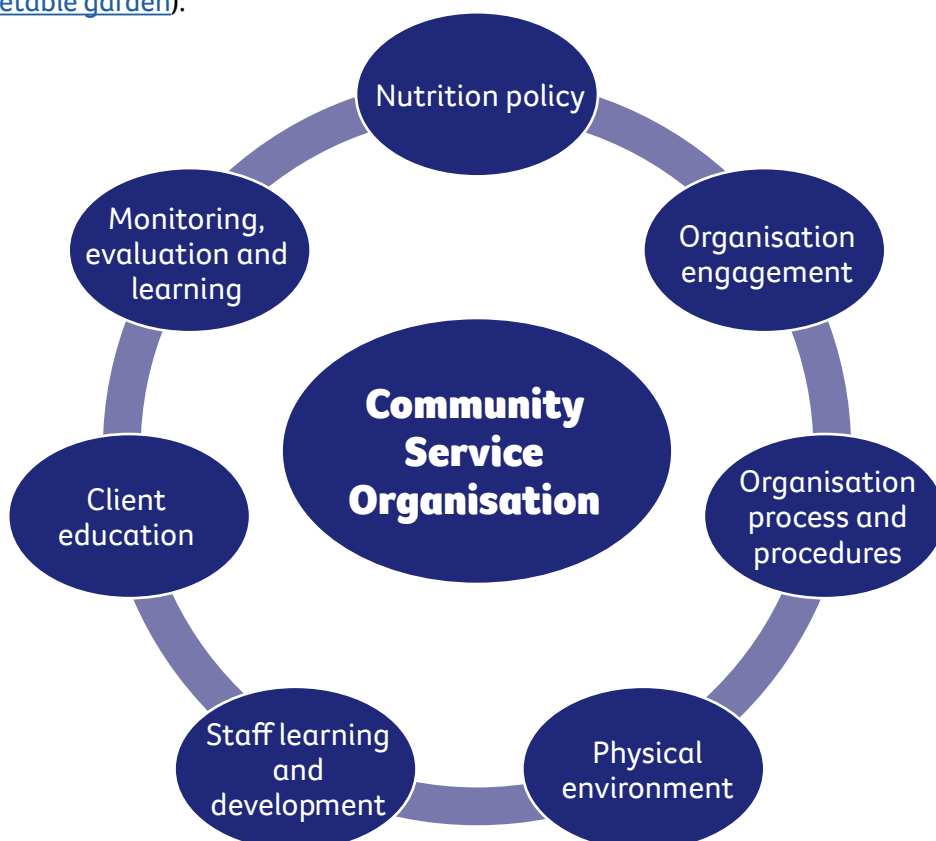 etable garden).
Nutrition policy
Organisation
engagement
Organisation
process and
procedures
Physical
environment
Staff learning
and
development
Client
education
Monitoring,
evaluation and
learning
Community
Service
Organisation